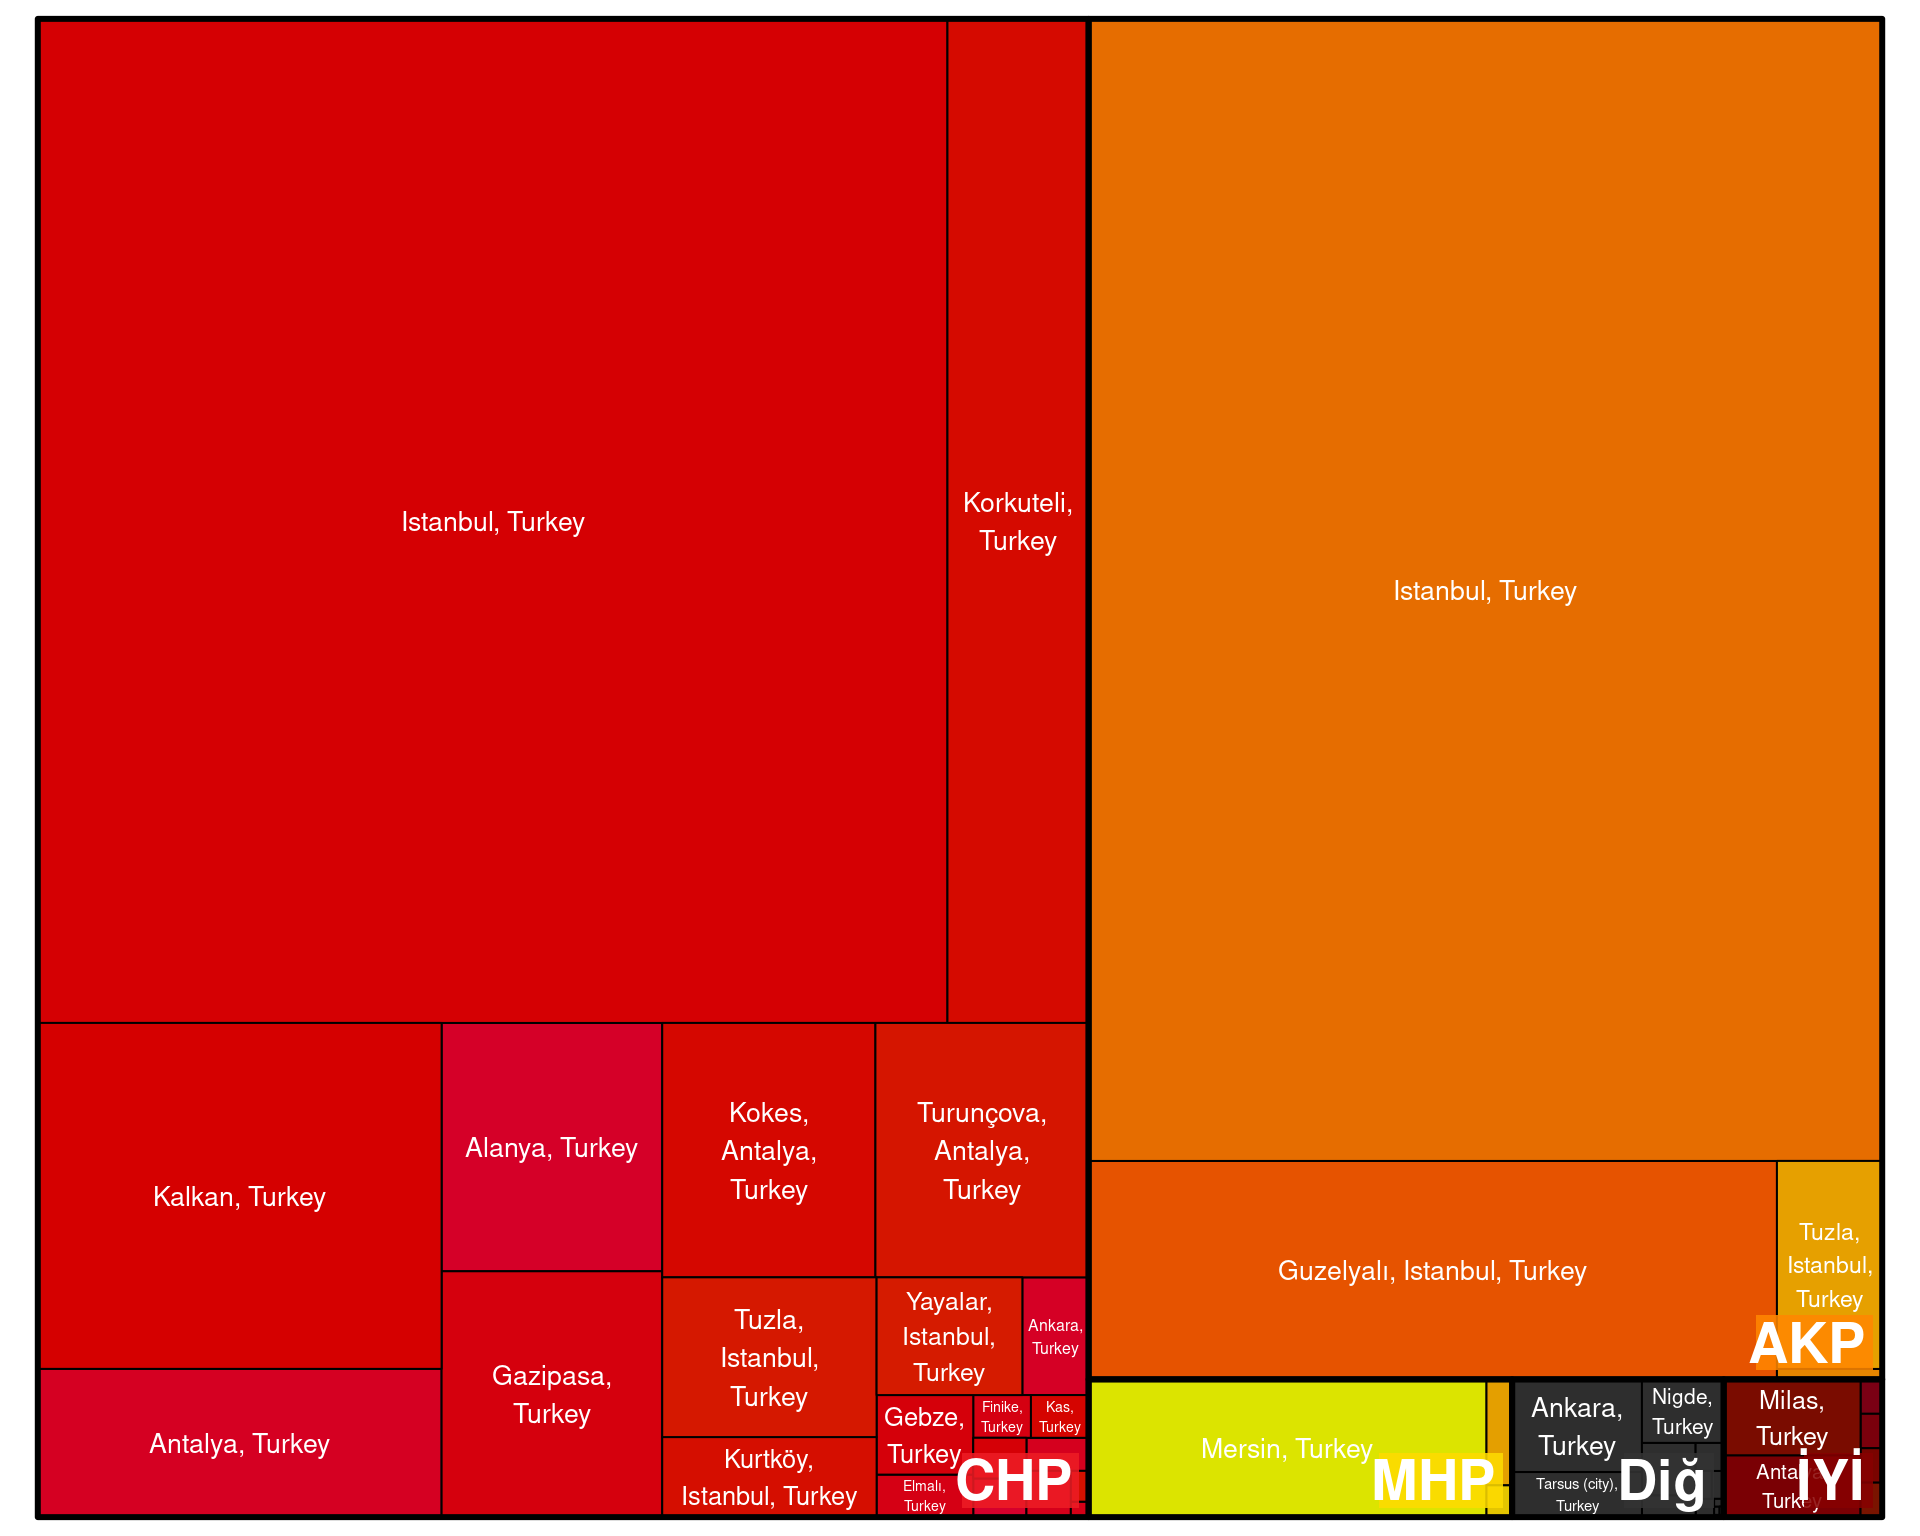 Istanbul, Turkey
Korkuteli,
Turkey
Kalkan, Turkey
Antalya, Turkey
Alanya, Turkey
Gazipasa,
Turkey
Kokes,
Antalya,
Turkey
Turunçova,
Antalya,
Turkey
Tuzla,
Istanbul,
Turkey
Kurtköy,
Istanbul, Turkey
Yayalar,
Istanbul,
Turkey
Ankara,
Turkey
Gebze,
Turkey
Elmalı,
Turkey
Finike,
Turkey
Kas,
Turkey
CHP
Istanbul, Turkey
Guzelyalı, Istanbul, Turkey
Tuzla,
Istanbul,
Turkey
AKP
Mersin, Turkey
MHP
Ankara,
Turkey
Nigde,
Turkey
Tarsus (city),
Turkey
Diğ
Milas,
Turkey
Antalya,
Turkey
İYİ